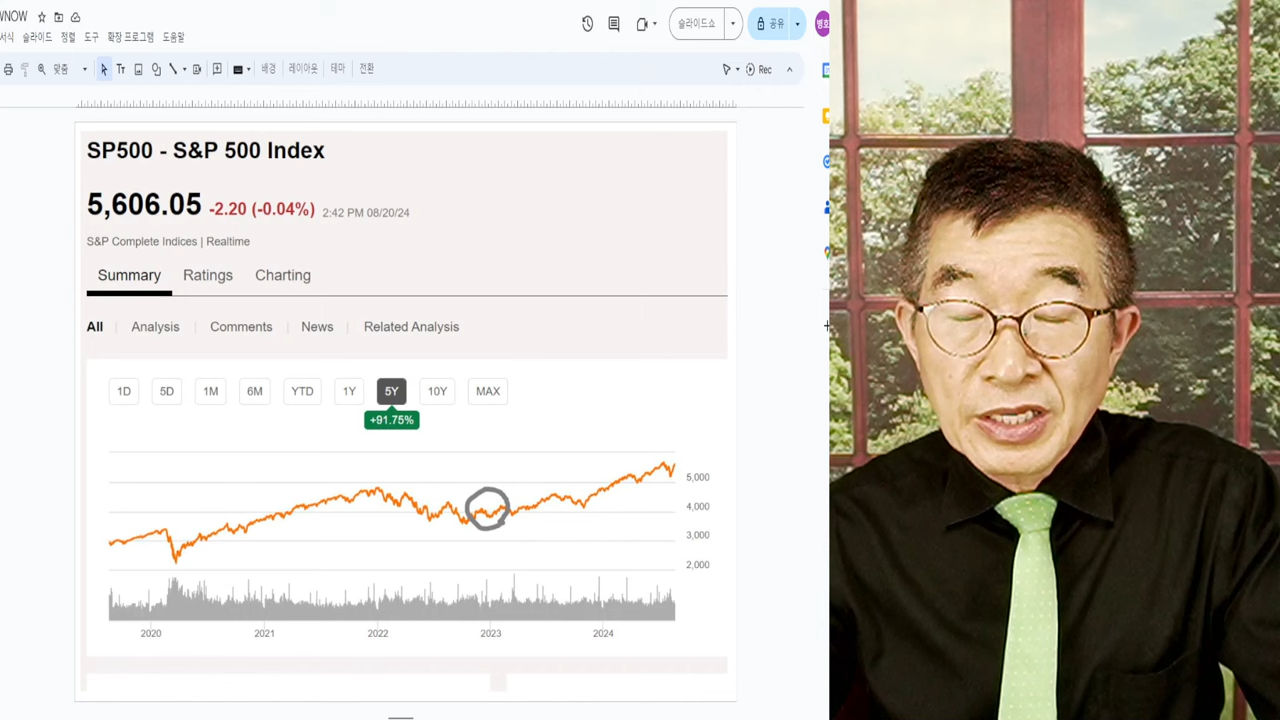 WNOW
슬라이드쇼
공유
병호
서식 슬라이드 정렬 도구 확장 프로그램 도움말
맞춤
배경 레이아웃 테마 전환
Rec
SP500 - S&P 500 Index
5,606.05 -2.20 (-0.04%) 2:42 PM 08/20/24
S&P Complete Indices | Realtime
Summary Ratings Charting
All Analysis Comments News Related Analysis
1D 5D 1M 6M YTD 1Y 5Y 10Y MAX
+91.75%
5,000
4,000
3,000
2,000
2020 2021 2022 2023 2024